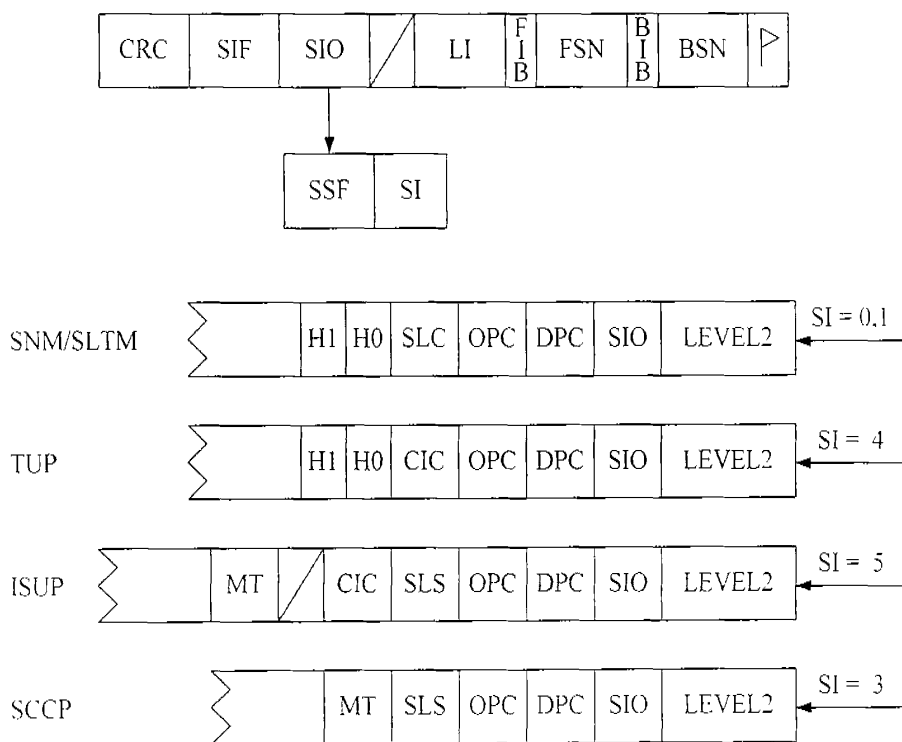 CRC SIF SIO LI FIB FSN BIB BSN
SSF SI
SNM/SLTM H1 H0 SLC OPC DPC SIO LEVEL2 SI = 0,1
TUP H1 H0 CIC OPC DPC SIO LEVEL2 SI = 4
ISUP MT CIC SLS OPC DPC SIO LEVEL2 SI = 5
SCCP MT SLS OPC DPC SIO LEVEL2 SI = 3